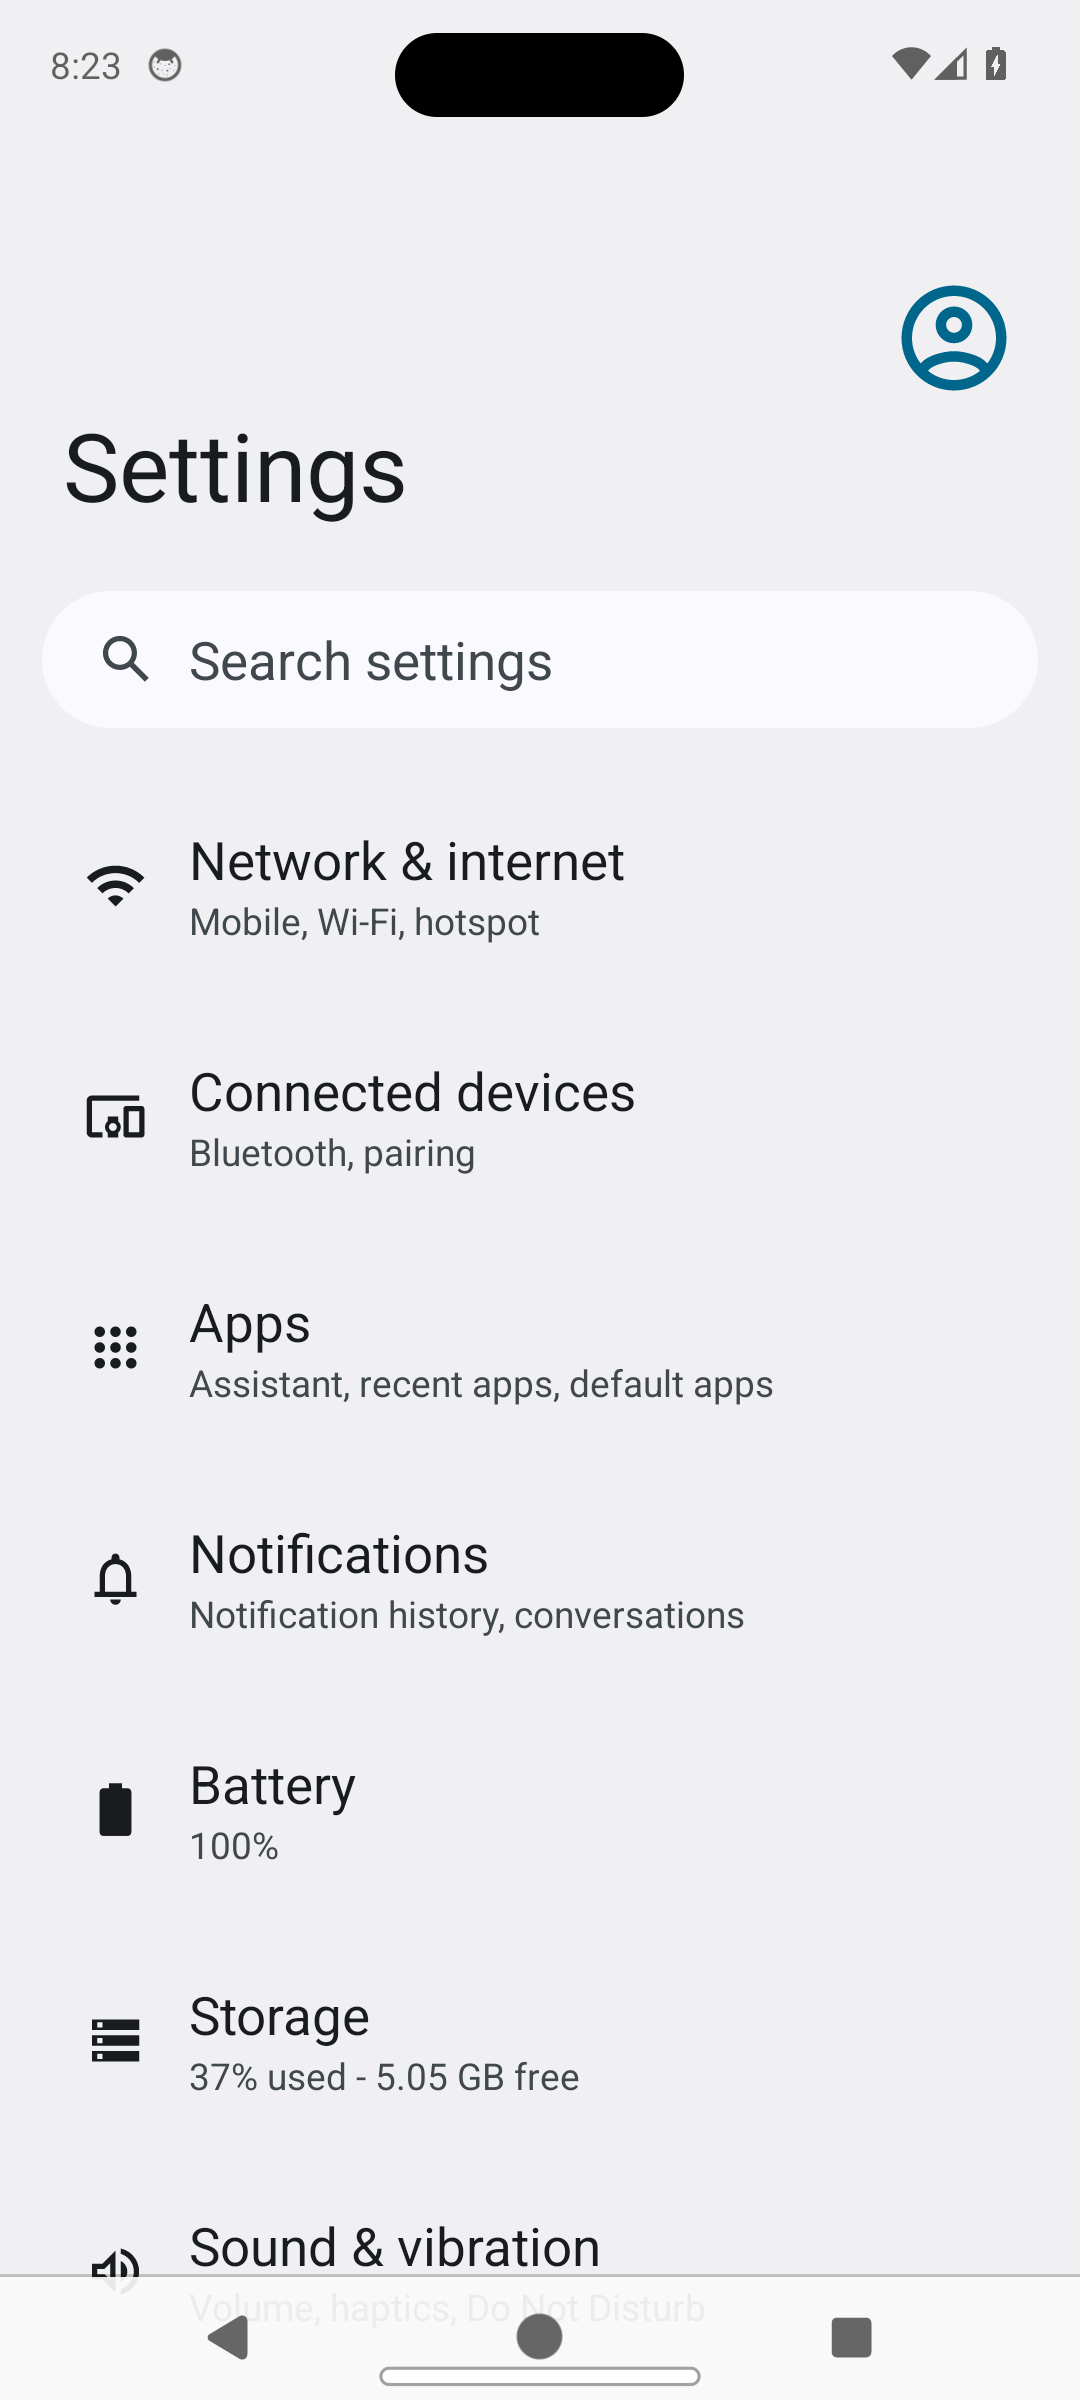 8:23
Settings
Search settings
Network & internet
Mobile, Wi-Fi, hotspot
Connected devices
Bluetooth, pairing
Apps
Assistant, recent apps, default apps
Notifications
Notification history, conversations
Battery
100%
Storage
37% used - 5.05 GB free
Sound & vibration
Volume, haptics, Do Not Disturb